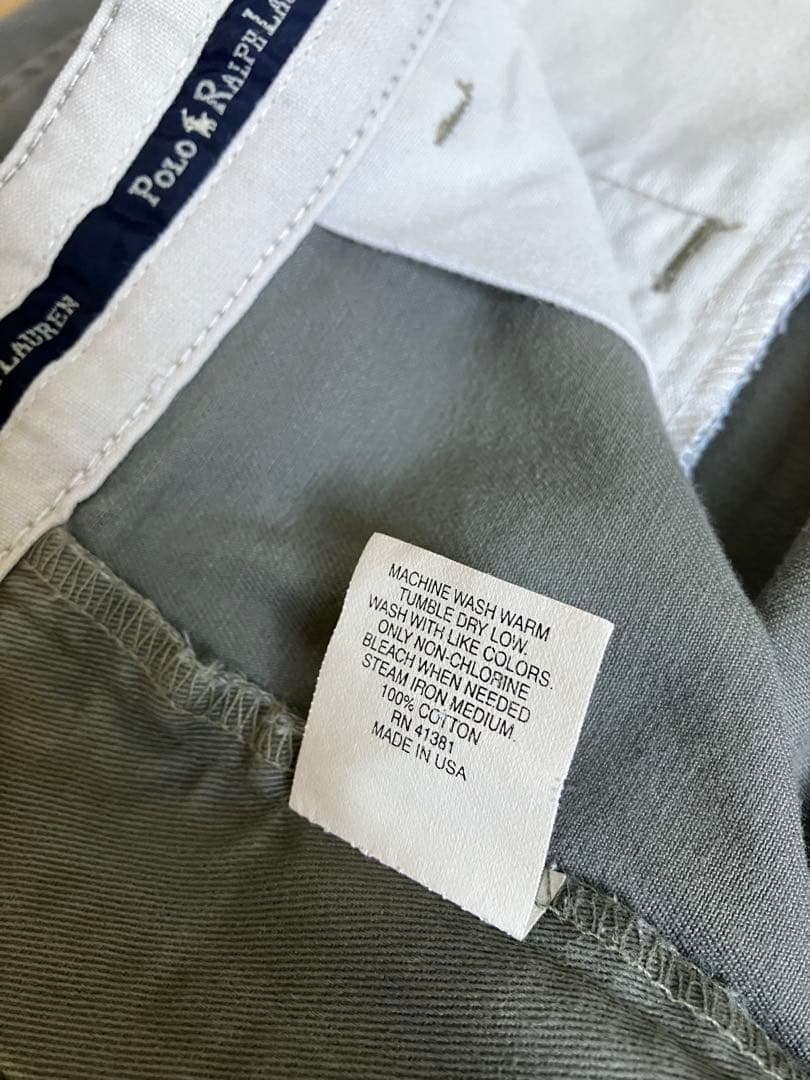 POLO RALPH LAU
LAUREN
MACHINE WASH WARM
TUMBLE DRY LOW.
WASH WITH LIKE COLORS.
ONLY NON-CHLORINE
BLEACH WHEN NEEDED
STEAM IRON MEDIUM.
100% COTTON
RN 41381
MADE IN USA